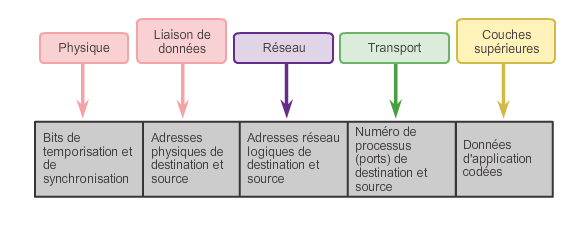 Physique
Liaison de
données
Réseau
Transport
Couches
supérieures
Bits de
temporisation et
de
synchronisation
Adresses
physiques de
destination et
source
Adresses réseau
logiques de
destination et
source
Numéro de
processus
(ports) de
destination et
source
Données
d'application
codées